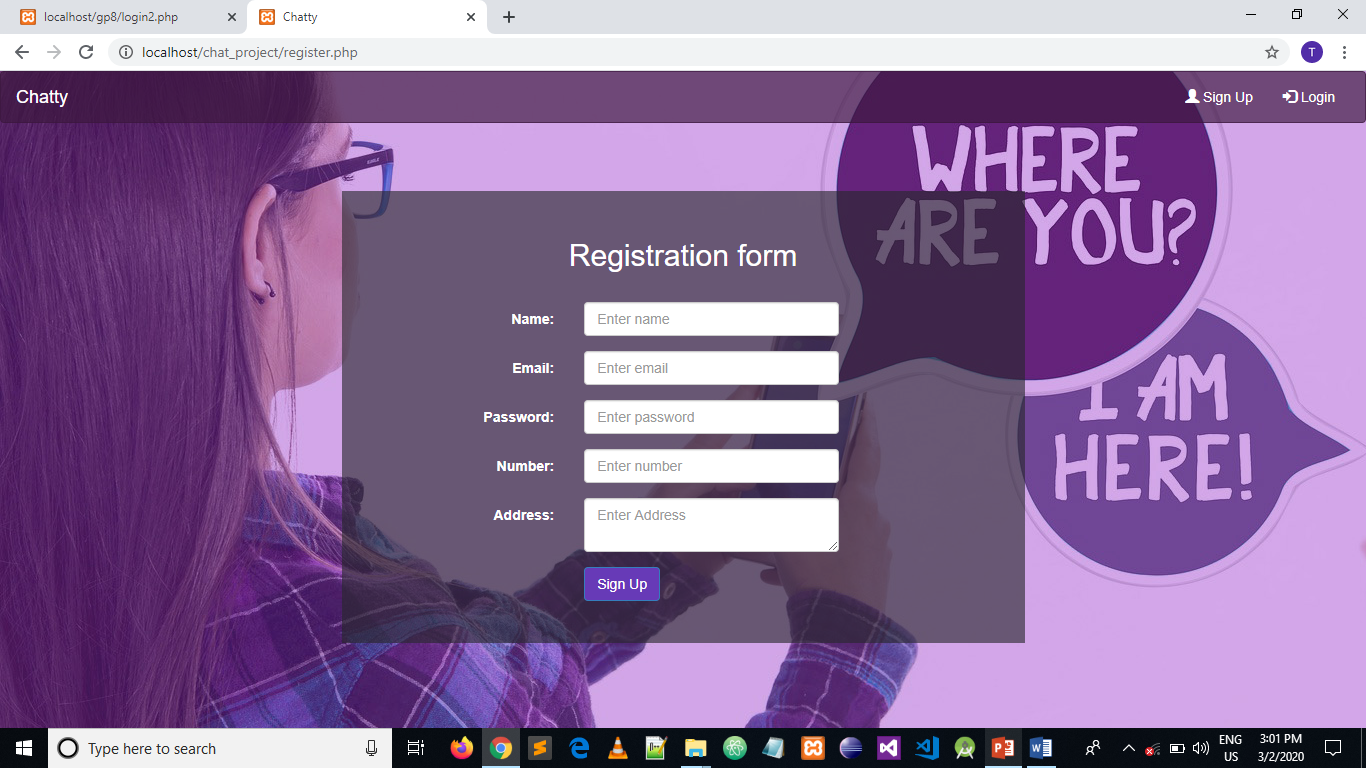 localhost/gp8/login2.php
Chatty
localhost/chat_project/register.php
T
Chatty
Sign Up
Login
EAGLE
WHERE
ARE YOU?
I AM
HERE!
Registration form
Name:
Enter name
Email:
Enter email
Password:
Enter password
Number:
Enter number
Address:
Enter Address
Sign Up
Type here to search
ENG
US
3:01 PM
3/2/2020